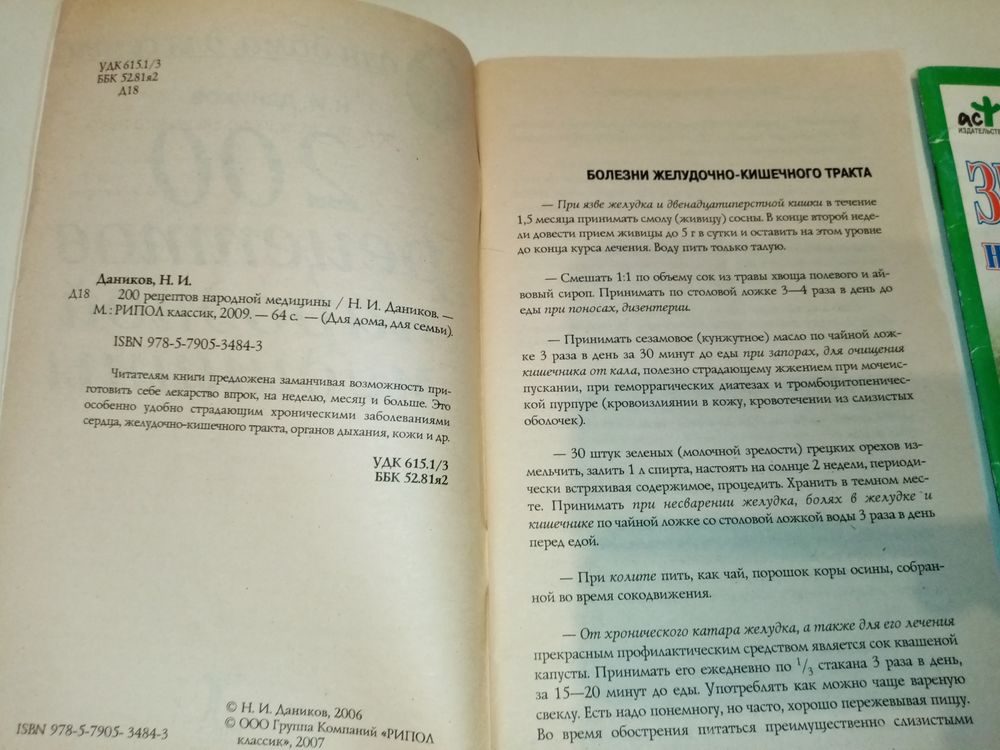 УДК 615.1/3
ББК 52.81я2
Д18
Даников, Н. И.
Д18
200 рецептов народной медицины / Н. И. Даников. —
М.: РИПОЛ классик, 2009. — 64 с. — (Для дома, для семьи).
ISBN 978-5-7905-3484-3
Читателям книги предложена заманчивая возможность при-
готовить себе лекарство впрок, на неделю, месяц и больше. Это
особенно удобно страдающим хроническими заболеваниями
сердца, желудочно-кишечного тракта, органов дыхания, кожи и др.
УДК 615.1/3
ББК 52.81я2
© Н. И. Даников, 2006
© ООО Группа Компаний «РИПОЛ
классик», 2007
ISBN 978-5-7905- 3484-3
БОЛЕЗНИ ЖЕЛУДОЧНО-КИШЕЧНОГО ТРАКТА
— При язве желудка и двенадцатиперстной кишки в течение
1,5 месяца принимать смолу (живицу) сосны. В конце второй неде-
ли довести прием живицы до 5 г в сутки и оставить на этом уровне
до конца курса лечения. Воду пить только талую.
— Смешать 1:1 по объему сок из травы хвоща полевого и ай-
вовый сироп. Принимать по столовой ложке 3—4 раза в день до
еды при поносах, дизентерии.
— Принимать сезамовое (кунжутное) масло по чайной лож-
ке 3 раза в день за 30 минут до еды при запорах, для очищения
кишечника от кала, полезно страдающему жжением при мочеис-
пускании, при геморрагических диатезах и тромбоцитопеничес-
кой пурпуре (кровоизлиянии в кожу, кровотечении из слизистых
оболочек).
— 30 штук зеленых (молочной зрелости) грецких орехов из-
мельчить, залить 1 л спирта, настоять на солнце 2 недели, периоди-
чески встряхивая содержимое, процедить. Хранить в темном мес-
те. Принимать при несварении желудка, болях в желудке и
кишечнике по чайной ложке со столовой ложкой воды 3 раза в день
перед едой.
— При колите пить, как чай, порошок коры осины, собран-
ной во время сокодвижения.
— От хронического катара желудка, а также для его лечения
прекрасным профилактическим средством является сок квашеной
капусты. Принимать его ежедневно по 1/3 стакана 3 раза в день,
за 15—20 минут до еды. Употреблять как можно чаще вареную
свеклу. Есть надо понемногу, но часто, хорошо пережевывая пищу.
Во время обострения питаться преимущественно слизистыми
ИЗДАТЕЛЬСТВО